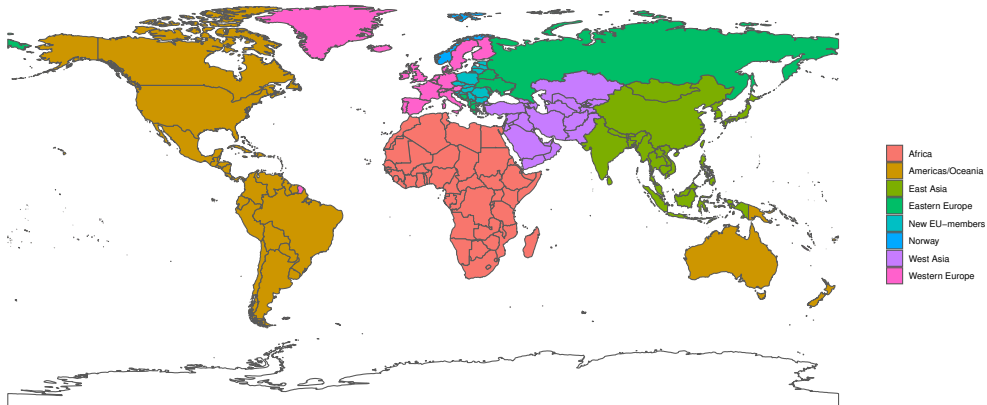 Africa
Americas/Oceania
East Asia
Eastern Europe
New EU−members
Norway
West Asia
Western Europe